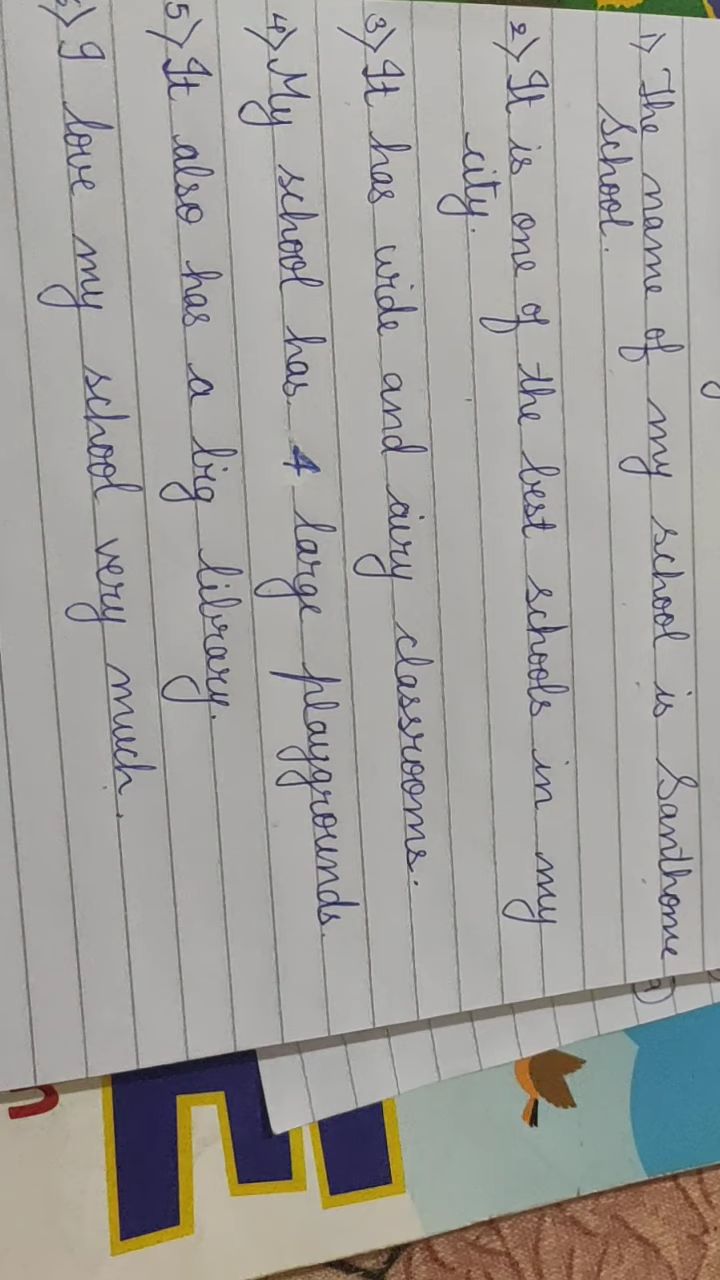 1) The name of my school is Santhome
school.
2) It is one of the best schools in my
city.
3) It has wide and airy classrooms.
4) My school has 4 large playgrounds.
5) It also has a big library.
6) I love my school very much.